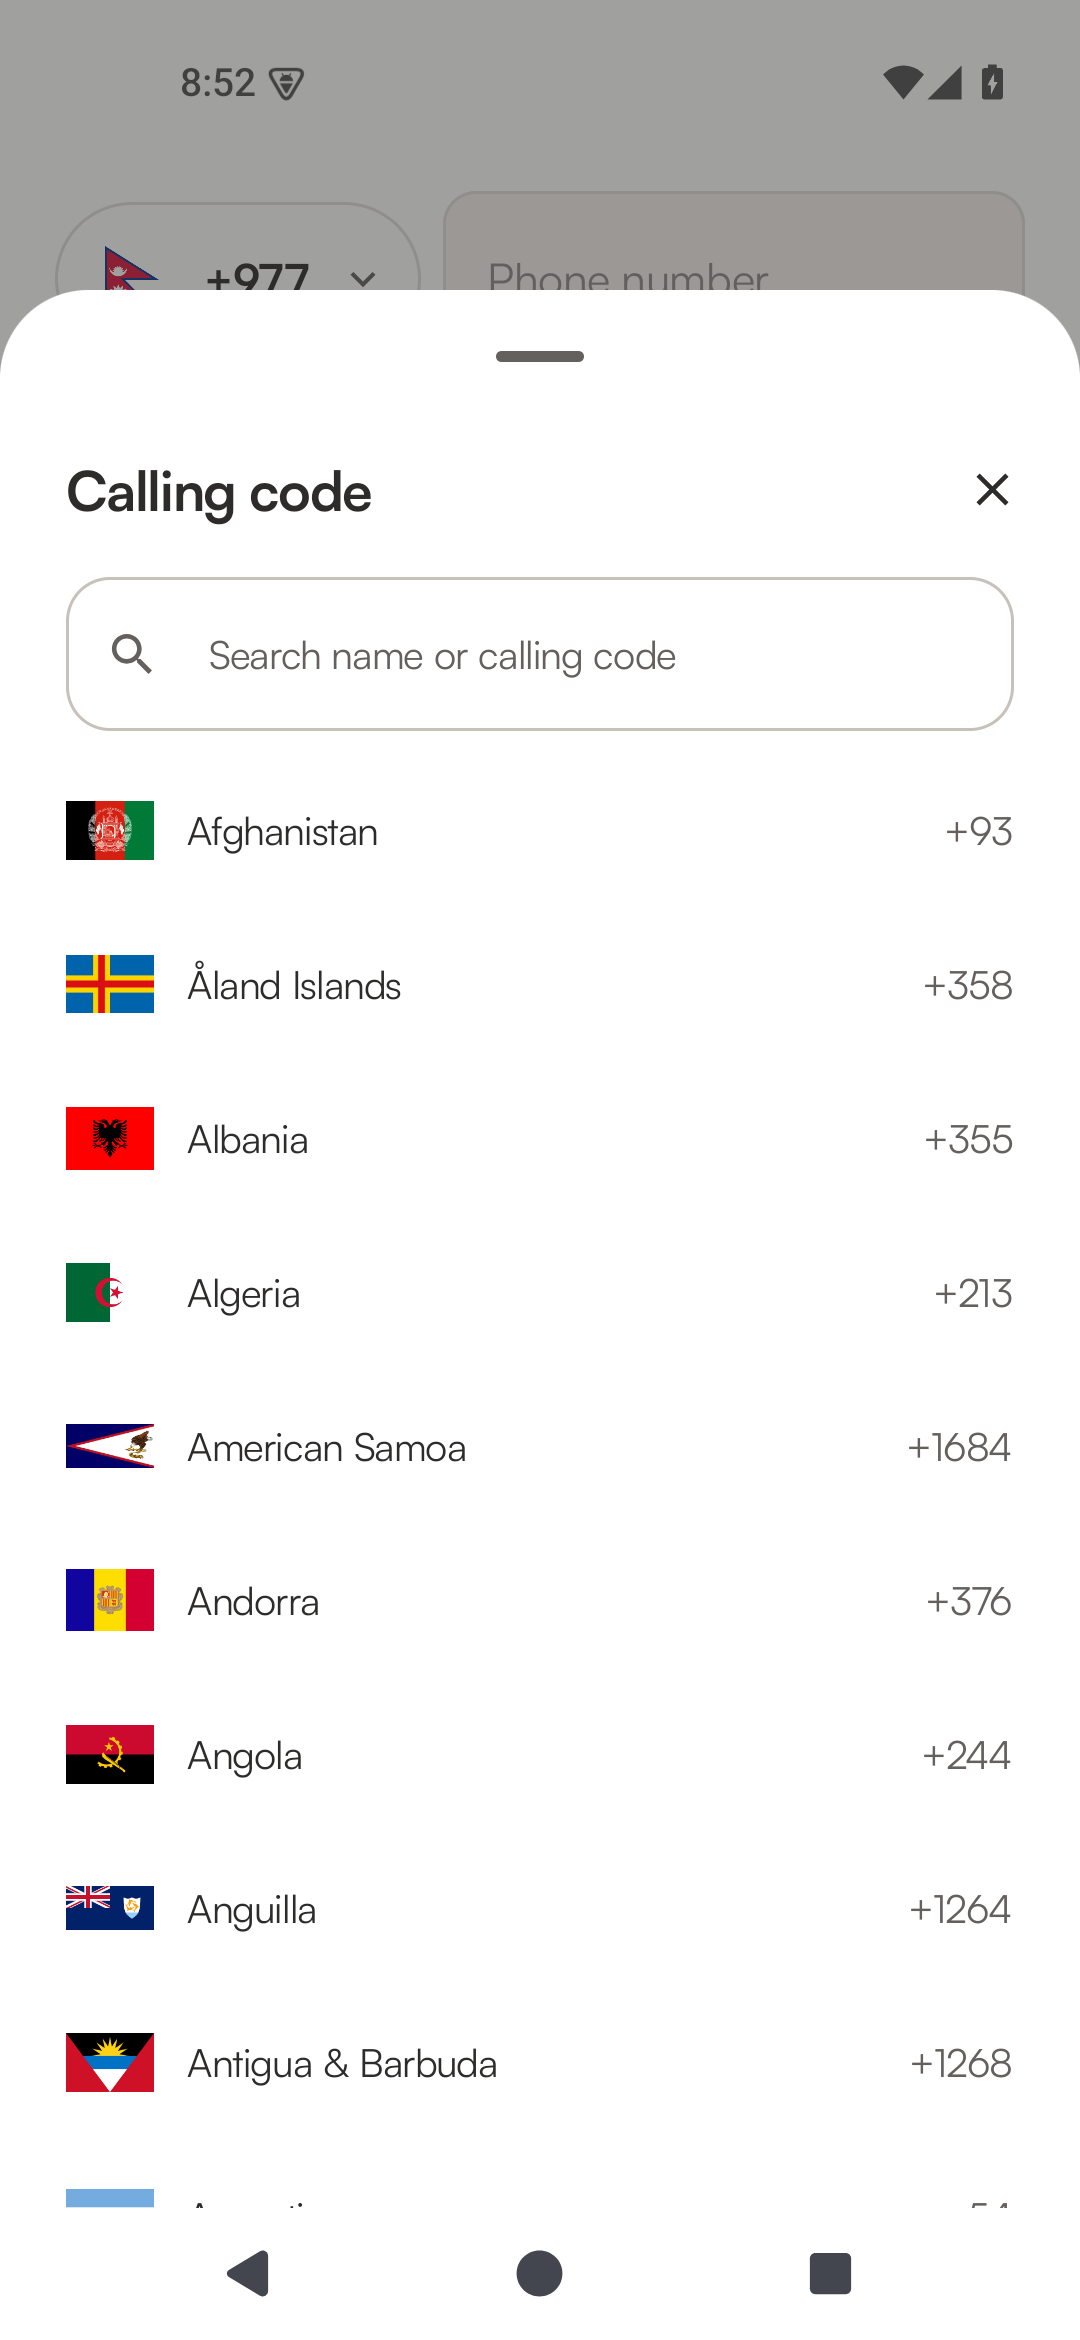 8:52
+977
Phone number
Calling code
Search name or calling code
Afghanistan +93
Åland Islands +358
Albania +355
Algeria +213
American Samoa +1684
Andorra +376
Angola +244
Anguilla +1264
Antigua & Barbuda +1268